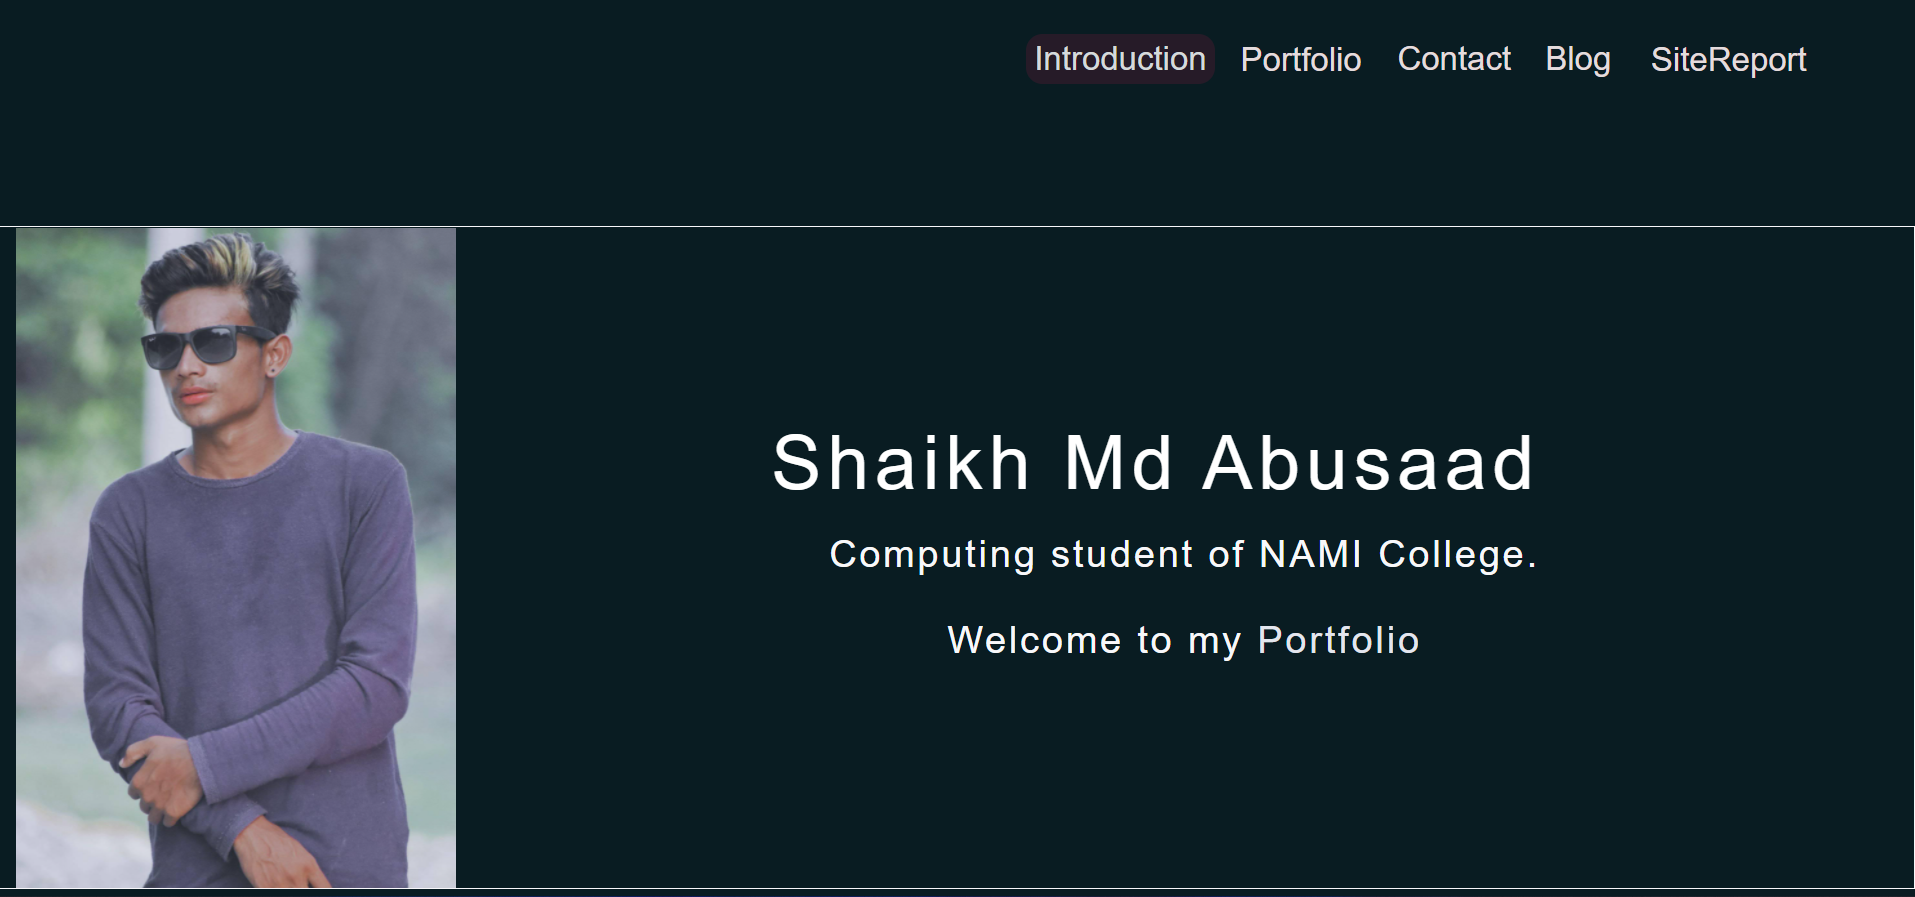 Introduction Portfolio Contact Blog SiteReport
Shaikh Md Abusaad
Computing student of NAMI College.
Welcome to my Portfolio